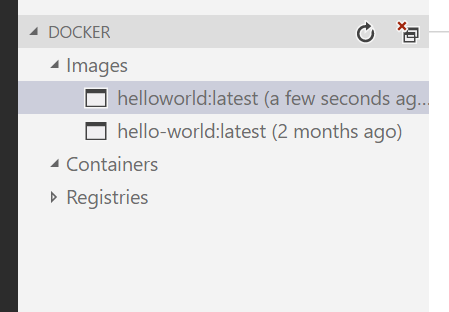 DOCKER
Images
helloworld:latest (a few seconds ag...
hello-world:latest (2 months ago)
Containers
Registries